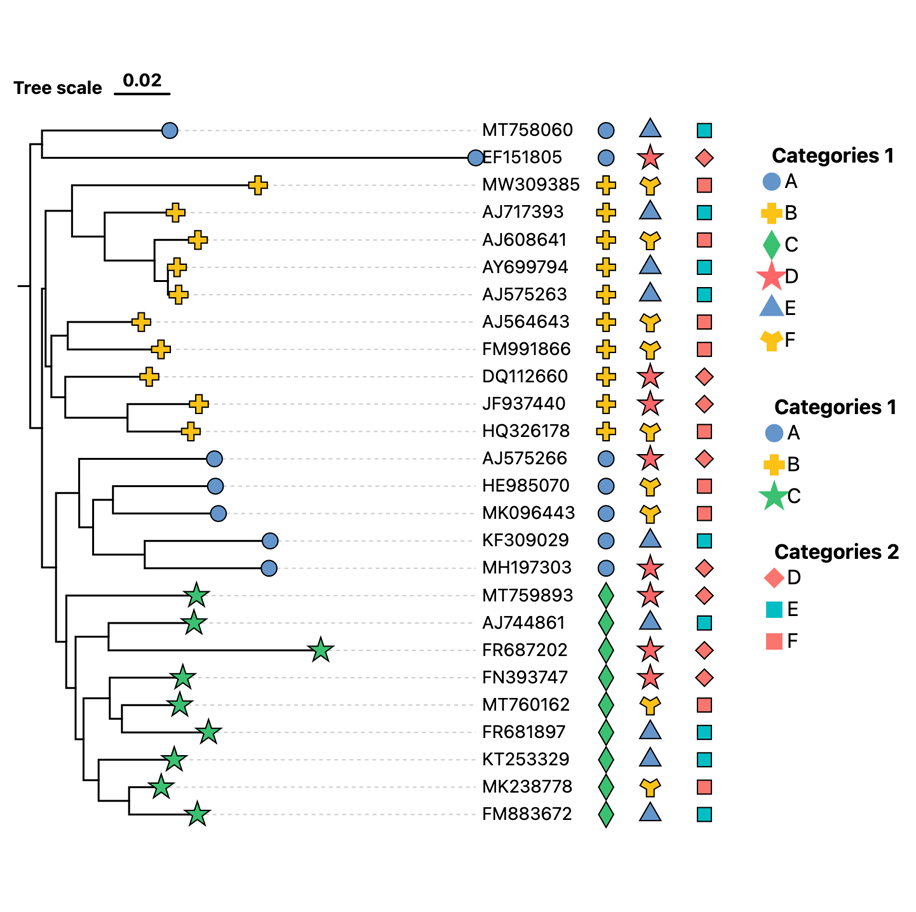 0.02
Tree scale
MT758060
EF151805
MW309385
AJ717393
AJ608641
AY699794
AJ575263
AJ564643
FM991866
DQ112660
JF937440
HQ326178
AJ575266
HE985070
MK096443
KF309029
MH197303
MT759893
AJ744861
FR687202
FN393747
MT760162
FR681897
KT253329
MK238778
FM883672
Categories 1
A
B
C
D
E
F
Categories 1
A
B
C
Categories 2
D
E
F